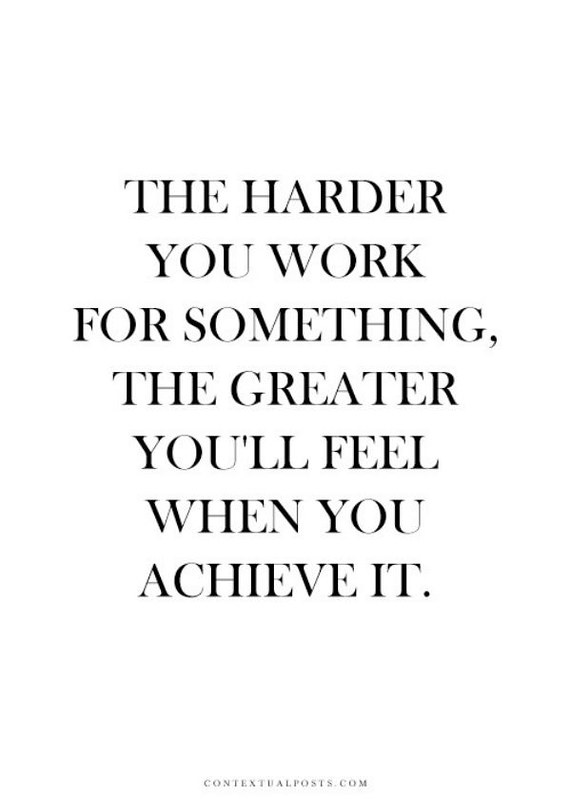 THE HARDER
YOU WORK
FOR SOMETHING,
THE GREATER
YOU'LL FEEL
WHEN YOU
ACHIEVE IT.
CONTEXTUALPOSTS.COM